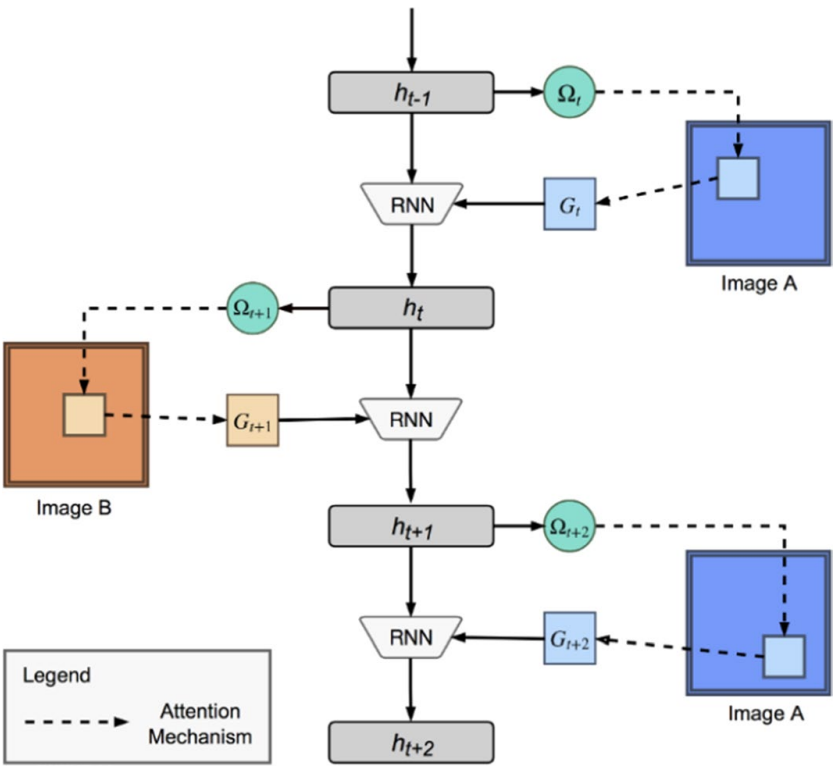 h_{t-1}
Ω_t
RNN
G_t
Image A
Ω_{t+1}
h_t
G_{t+1}
RNN
Image B
h_{t+1}
Ω_{t+2}
RNN
G_{t+2}
Image A
Legend
Attention
Mechanism
h_{t+2}